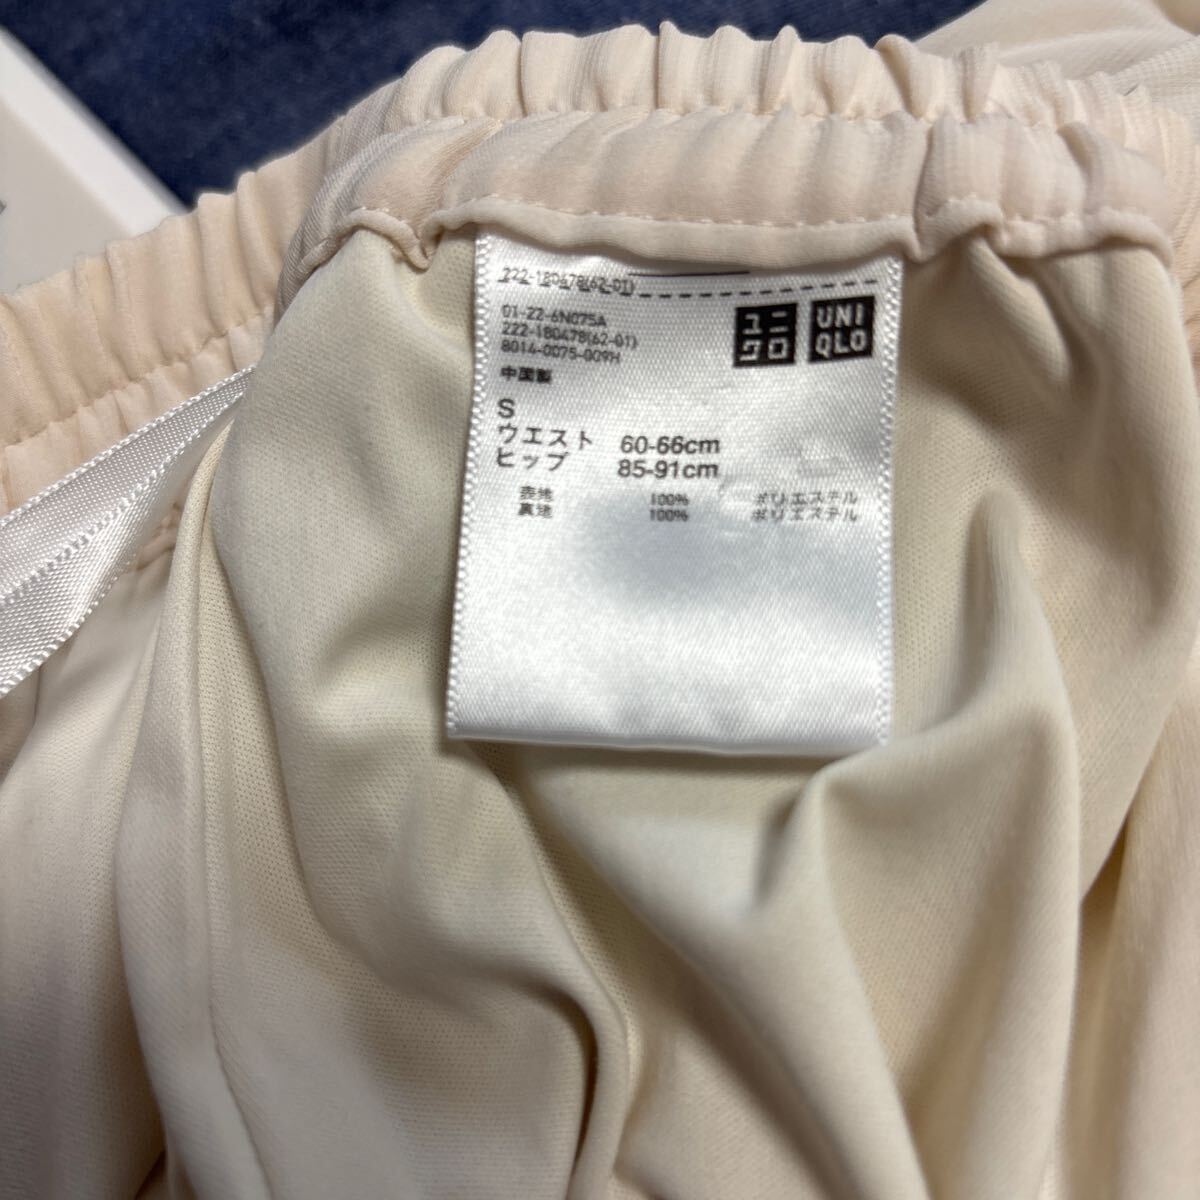 222-180478(62-01)
01-22-6N075A
222-180478(62-01)
8014-0075-009H
中国製
ユニクロ
UNIQLO
S
ウエスト 60-66cm
ヒップ 85-91cm
表地 100% ポリエステル
裏地 100% ポリエステル